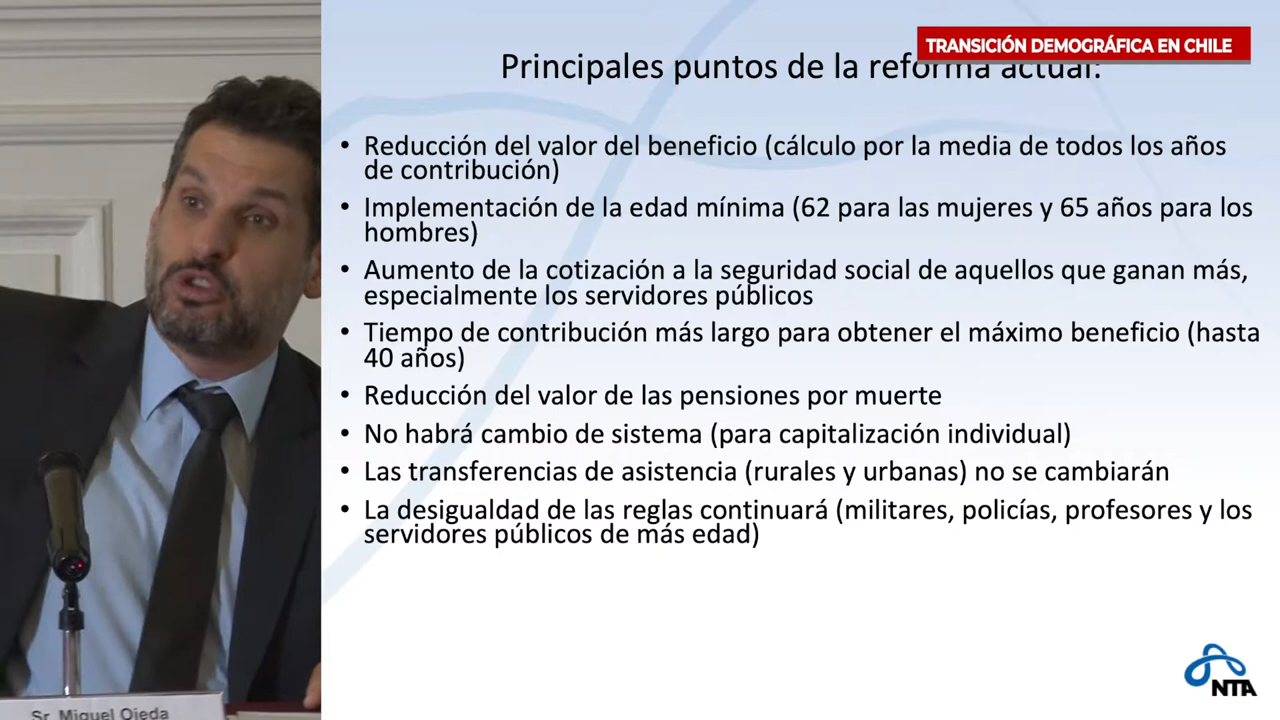 TRANSICIÓN DEMOGRÁFICA EN CHILE
Principales puntos de la reforma actual:
• Reducción del valor del beneficio (cálculo por la media de todos los años
de contribución)
• Implementación de la edad mínima (62 para las mujeres y 65 años para los
hombres)
• Aumento de la cotización a la seguridad social de aquellos que ganan más,
especialmente los servidores públicos
• Tiempo de contribución más largo para obtener el máximo beneficio (hasta
40 años)
• Reducción del valor de las pensiones por muerte
• No habrá cambio de sistema (para capitalización individual)
• Las transferencias de asistencia (rurales y urbanas) no se cambiarán
• La desigualdad de las reglas continuará (militares, policías, profesores y los
servidores públicos de más edad)
NTA
Sr. Miguel Ojeda